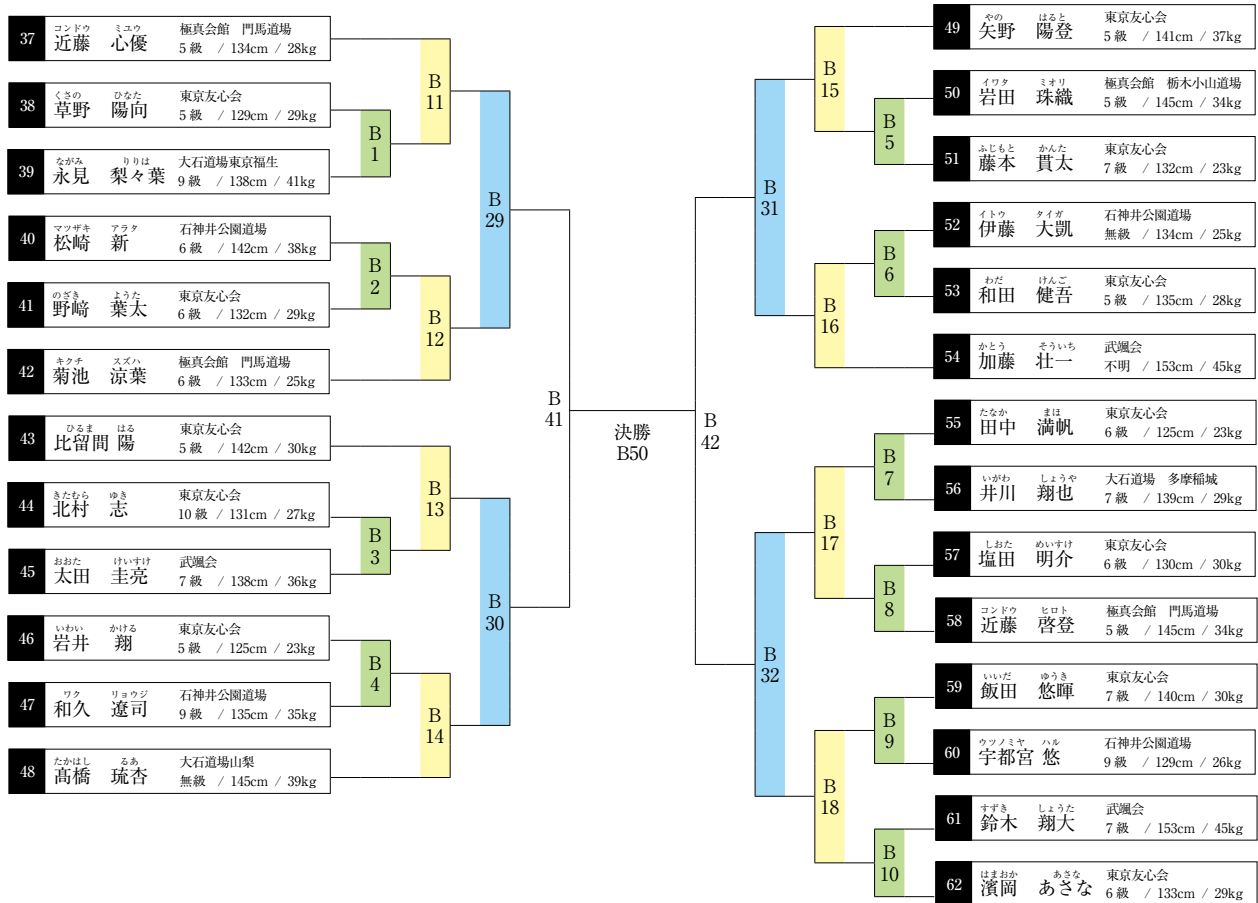 37
コンドウ ミユウ
近藤 心優
極真会館 門馬道場
5 級 / 134cm / 28kg
38
くさの ひなた
草野 陽向
東京友心会
5 級 / 129cm / 29kg
39
ながみ りりは
永見 梨々葉
大石道場東京福生
9 級 / 138cm / 41kg
40
マツザキ アラタ
松崎 新
石神井公園道場
6 級 / 142cm / 38kg
41
のざき ようた
野﨑 葉太
東京友心会
6 級 / 132cm / 29kg
42
キクチ スズハ
菊池 涼葉
極真会館 門馬道場
6 級 / 133cm / 25kg
43
ひるま はる
比留間 陽
東京友心会
5 級 / 142cm / 30kg
44
きたむら ゆき
北村 志
東京友心会
10 級 / 131cm / 27kg
45
おおた けいすけ
太田 圭亮
武颯会
7 級 / 138cm / 36kg
46
いわい かける
岩井 翔
東京友心会
5 級 / 125cm / 23kg
47
ワク リョウジ
和久 遼司
石神井公園道場
9 級 / 135cm / 35kg
48
たかはし るあ
髙橋 琉杏
大石道場山梨
無級 / 145cm / 39kg
B
1
B
2
B
3
B
4
B
11
B
12
B
13
B
14
B
29
B
30
B
41
決勝
B50
B
42
B
31
B
32
B
15
B
16
B
17
B
18
B
5
B
6
B
7
B
8
B
9
B
10
49
やの はると
矢野 陽登
東京友心会
5 級 / 141cm / 37kg
50
イワタ ミオリ
岩田 珠織
極真会館 栃木小山道場
5 級 / 145cm / 34kg
51
ふじもと かんた
藤本 貫太
東京友心会
7 級 / 132cm / 23kg
52
イトウ タイガ
伊藤 大凱
石神井公園道場
無級 / 134cm / 25kg
53
わだ けんご
和田 健吾
東京友心会
5 級 / 135cm / 28kg
54
かとう そういち
加藤 壮一
武颯会
不明 / 153cm / 45kg
55
たなか まほ
田中 満帆
東京友心会
6 級 / 125cm / 23kg
56
いがわ しょうや
井川 翔也
大石道場 多摩稲城
7 級 / 139cm / 29kg
57
しおた めいすけ
塩田 明介
東京友心会
6 級 / 130cm / 30kg
58
コンドウ ヒロト
近藤 啓登
極真会館 門馬道場
5 級 / 145cm / 34kg
59
いいだ ゆうき
飯田 悠暉
東京友心会
7 級 / 140cm / 30kg
60
ウツノミヤ ハル
宇都宮 悠
石神井公園道場
9 級 / 129cm / 26kg
61
すずき しょうた
鈴木 翔大
武颯会
7 級 / 153cm / 45kg
62
はまおか あさな
濱岡 あさな
東京友心会
6 級 / 133cm / 29kg